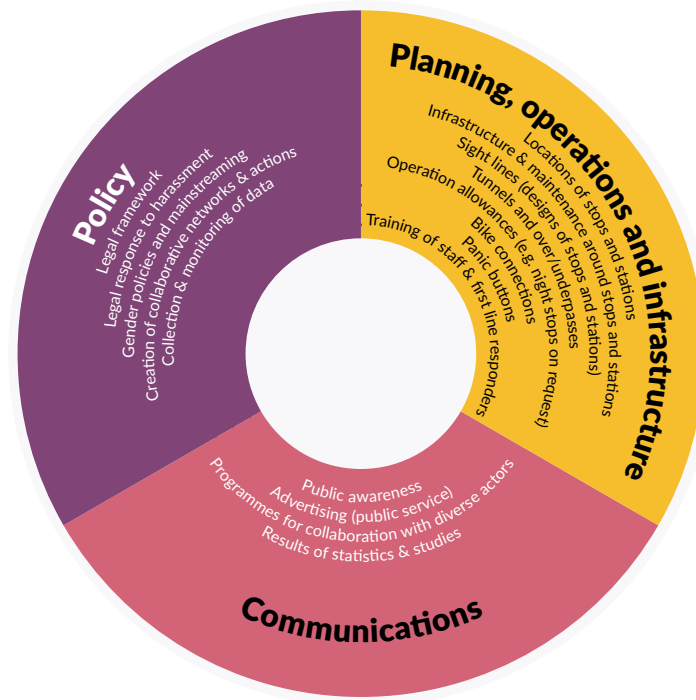 Policy
Legal framework
Legal response to harassment
Gender policies and mainstreaming
Creation of collaborative networks & actions
Collection & monitoring of data
Planning, operations and infrastructure
Locations of stops and stations
Infrastructure & maintenance around stops and stations
Sight lines (designs of stops and stations)
Tunnels and over/underpasses
Operation allowances (e.g. night stops on request)
Bike connections
Panic buttons
Training of staff & first line responders
Public awareness
Advertising (public service)
Programmes for collaboration with diverse actors
Results of statistics & studies
Communications